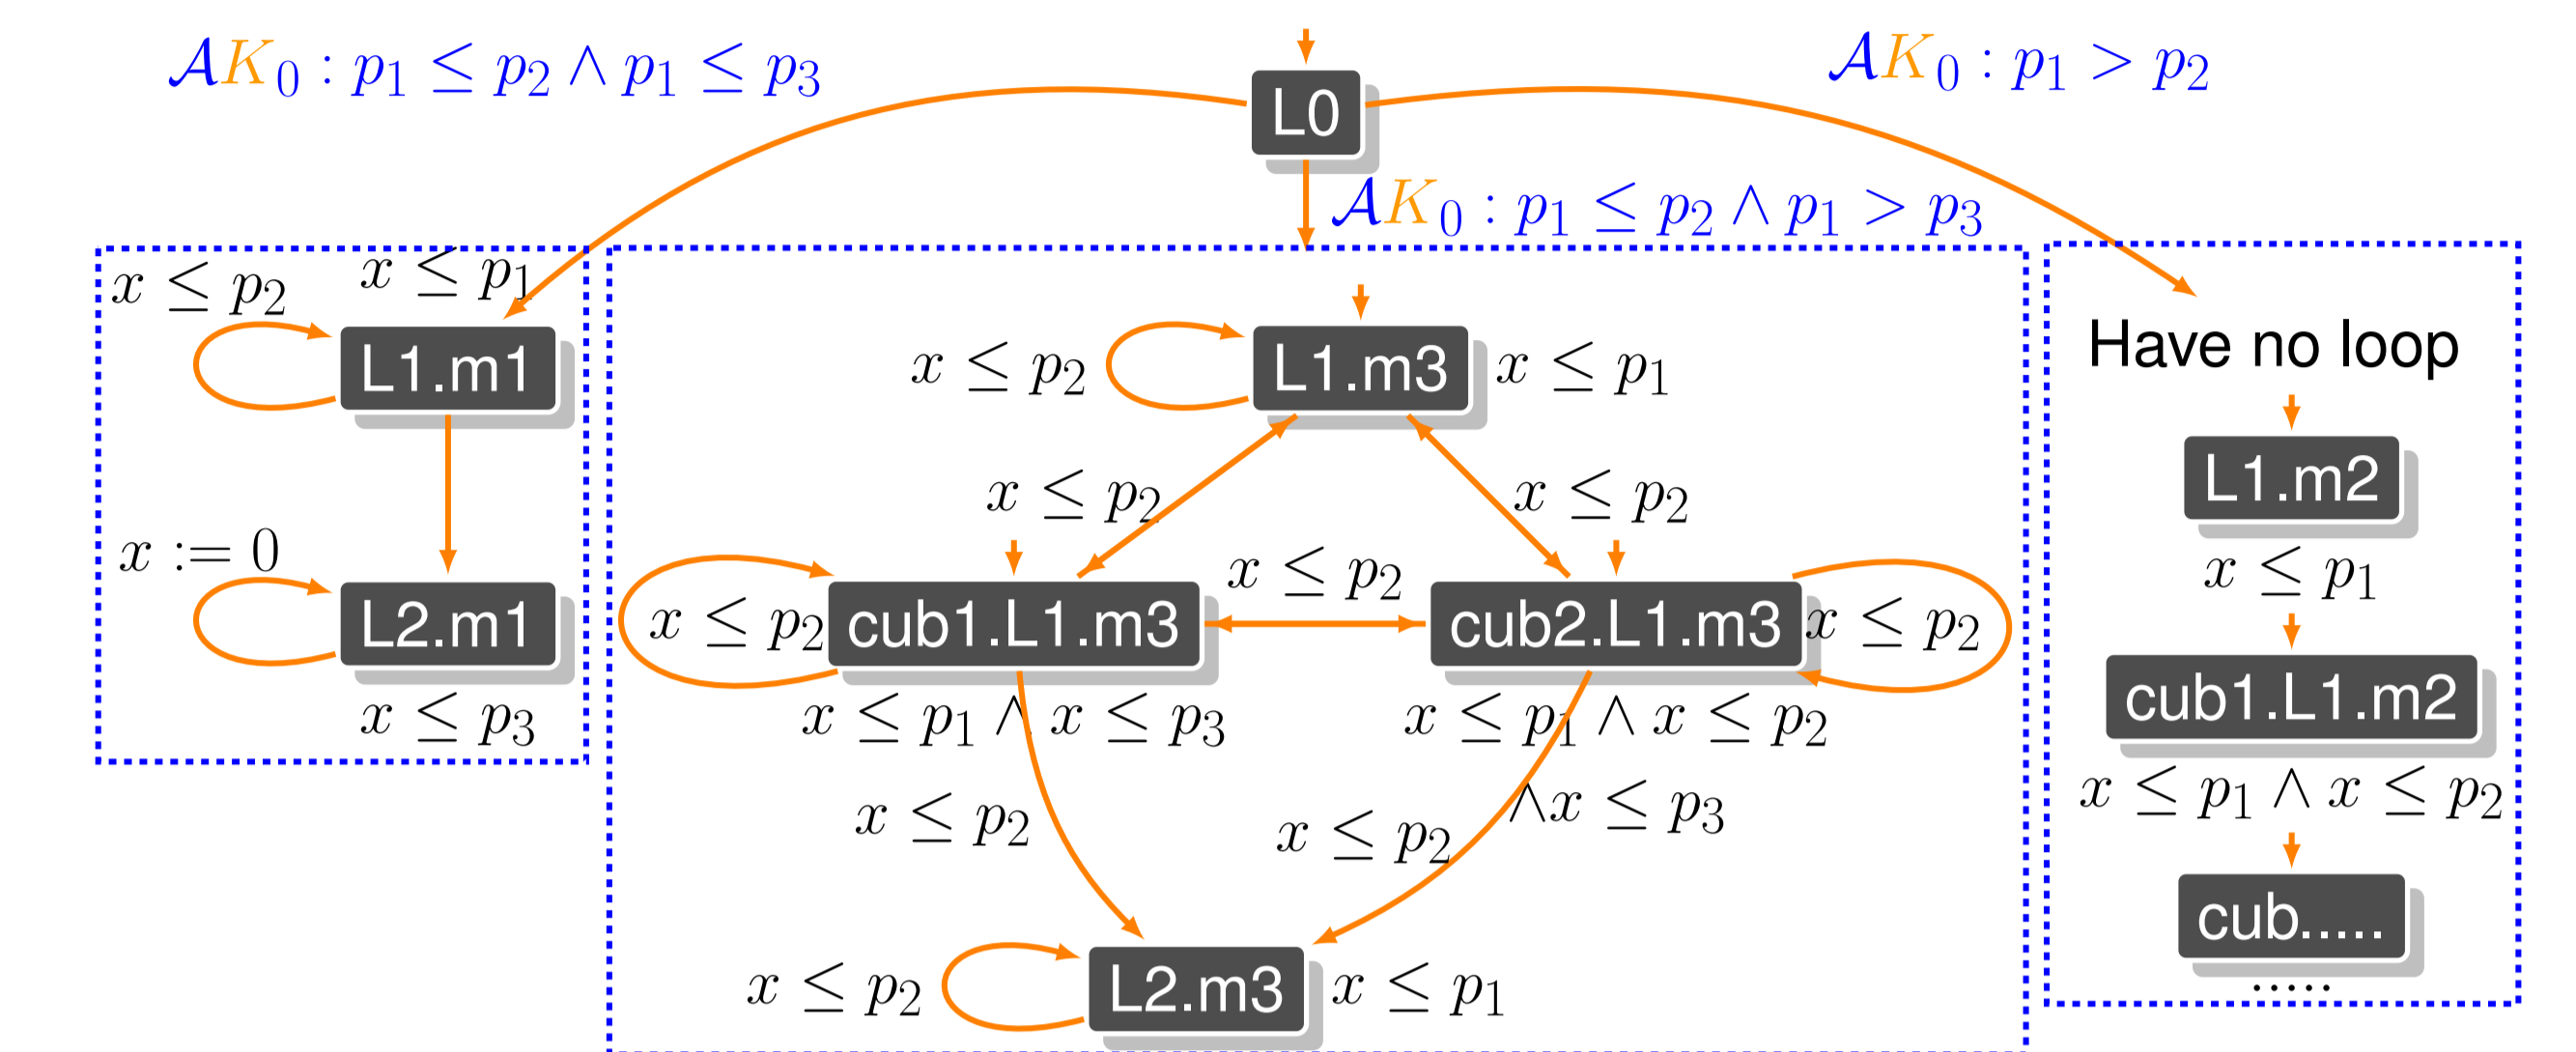 𝒜K₀ : p₁ ≤ p₂ ∧ p₁ ≤ p₃
L0
𝒜K₀ : p₁ > p₂
𝒜K₀ : p₁ ≤ p₂ ∧ p₁ > p₃
x ≤ p₂
x ≤ p₁
L1.m1
x := 0
L2.m1
x ≤ p₃
x ≤ p₂
L1.m3
x ≤ p₁
x ≤ p₂
x ≤ p₂
x ≤ p₂
x ≤ p₂
cub1.L1.m3
cub2.L1.m3
x ≤ p₂
x ≤ p₁ ∧ x ≤ p₃
x ≤ p₁ ∧ x ≤ p₂
∧x ≤ p₃
x ≤ p₂
x ≤ p₂
x ≤ p₂
L2.m3
x ≤ p₁
Have no loop
L1.m2
x ≤ p₁
cub1.L1.m2
x ≤ p₁ ∧ x ≤ p₂
cub.....
.....